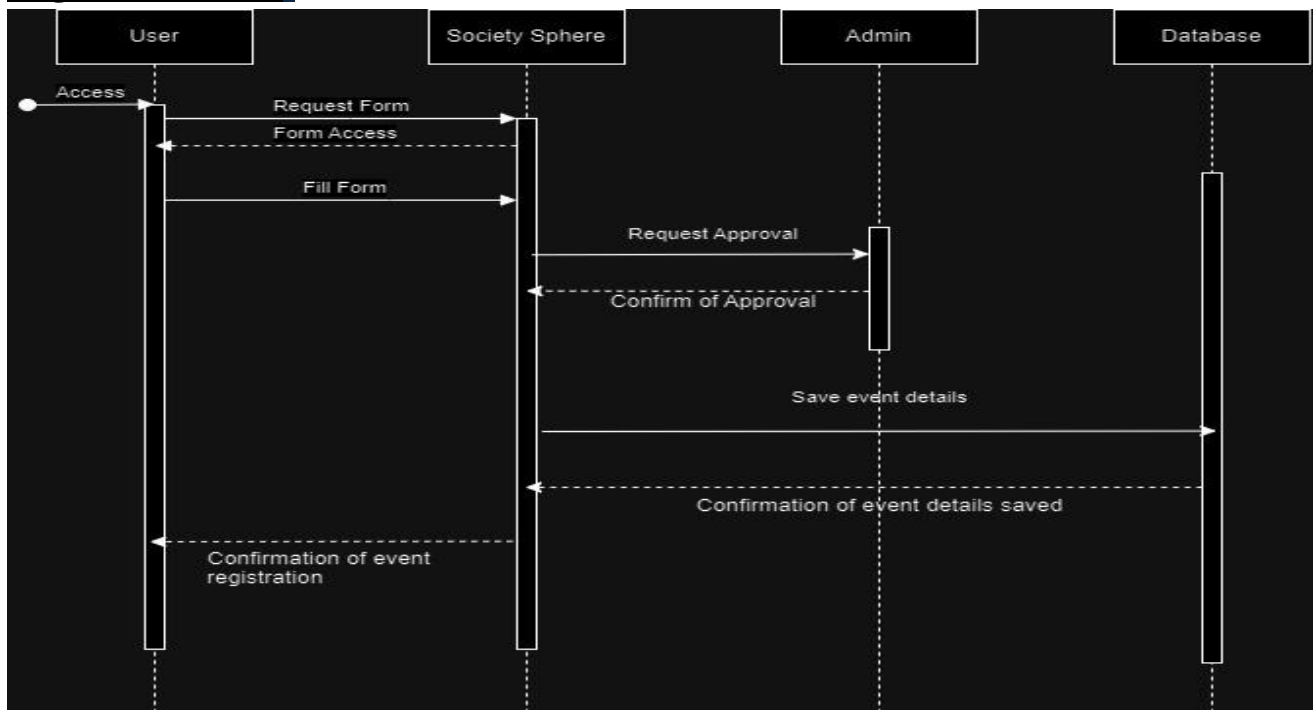 User
Society Sphere
Admin
Database
Access
Request Form
Form Access
Fill Form
Request Approval
Confirm of Approval
Save event details
Confirmation of event details saved
Confirmation of event
registration